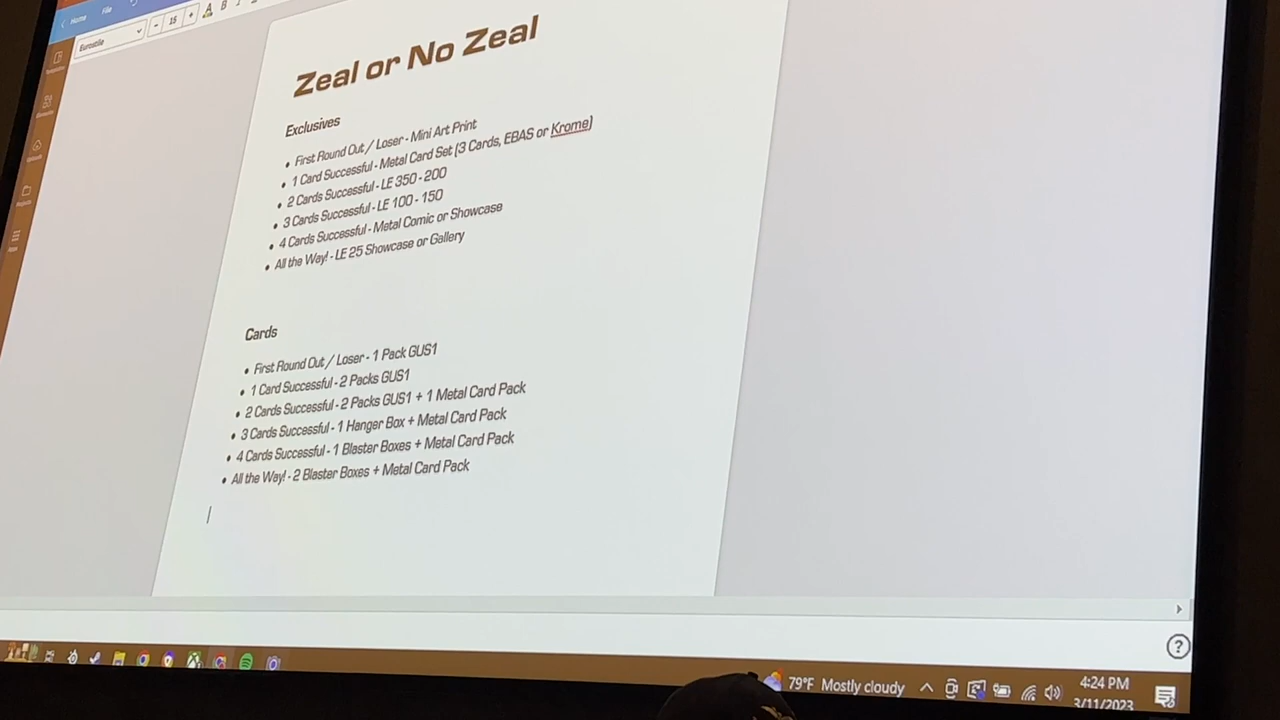 Home File
Eurostile - 15 + A B I
Zeal or No Zeal
Exclusives
• First Round Out / Loser - Mini Art Print
• 1 Card Successful - Metal Card Set (3 Cards, EBAS or Krome)
• 2 Cards Successful - LE 350 - 200
• 3 Cards Successful - LE 100 - 150
• 4 Cards Successful - Metal Comic or Showcase
• All the Way! - LE 25 Showcase or Gallery
Cards
• First Round Out / Loser - 1 Pack GUS1
• 1 Card Successful - 2 Packs GUS1
• 2 Cards Successful - 2 Packs GUS1 + 1 Metal Card Pack
• 3 Cards Successful - 1 Hanger Box + Metal Card Pack
• 4 Cards Successful - 1 Blaster Boxes + Metal Card Pack
• All the Way! - 2 Blaster Boxes + Metal Card Pack
79°F Mostly cloudy
4:24 PM
3/11/2023